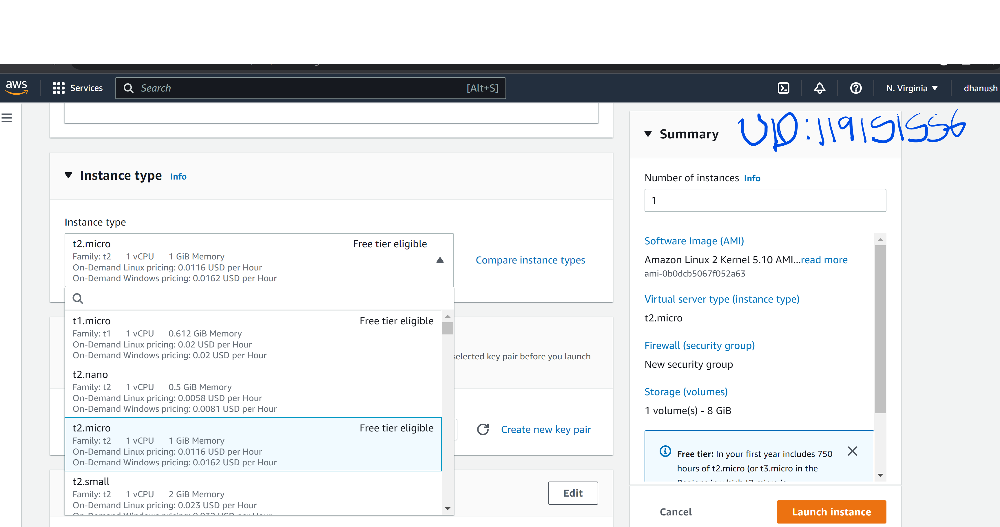 aws Services Search [Alt+S] N. Virginia ▼ dhanush
Instance type Info
Instance type
t2.micro Free tier eligible
Family: t2 1 vCPU 1 GiB Memory
On-Demand Linux pricing: 0.0116 USD per Hour
On-Demand Windows pricing: 0.0162 USD per Hour
Compare instance types
t1.micro Free tier eligible
Family: t1 1 vCPU 0.612 GiB Memory
On-Demand Linux pricing: 0.02 USD per Hour
On-Demand Windows pricing: 0.02 USD per Hour
t2.nano
Family: t2 1 vCPU 0.5 GiB Memory
On-Demand Linux pricing: 0.0058 USD per Hour
On-Demand Windows pricing: 0.0081 USD per Hour
t2.micro Free tier eligible
Family: t2 1 vCPU 1 GiB Memory
On-Demand Linux pricing: 0.0116 USD per Hour
On-Demand Windows pricing: 0.0162 USD per Hour
t2.small
Family: t2 1 vCPU 2 GiB Memory
On-Demand Linux pricing: 0.023 USD per Hour
selected key pair before you launch
Create new key pair
Edit
Summary UID:119151556
Number of instances Info
1
Software Image (AMI)
Amazon Linux 2 Kernel 5.10 AMI...read more
ami-0b0dcb5067f052a63
Virtual server type (instance type)
t2.micro
Firewall (security group)
New security group
Storage (volumes)
1 volume(s) - 8 GiB
Free tier: In your first year includes 750
hours of t2.micro (or t3.micro in the
Cancel Launch instance